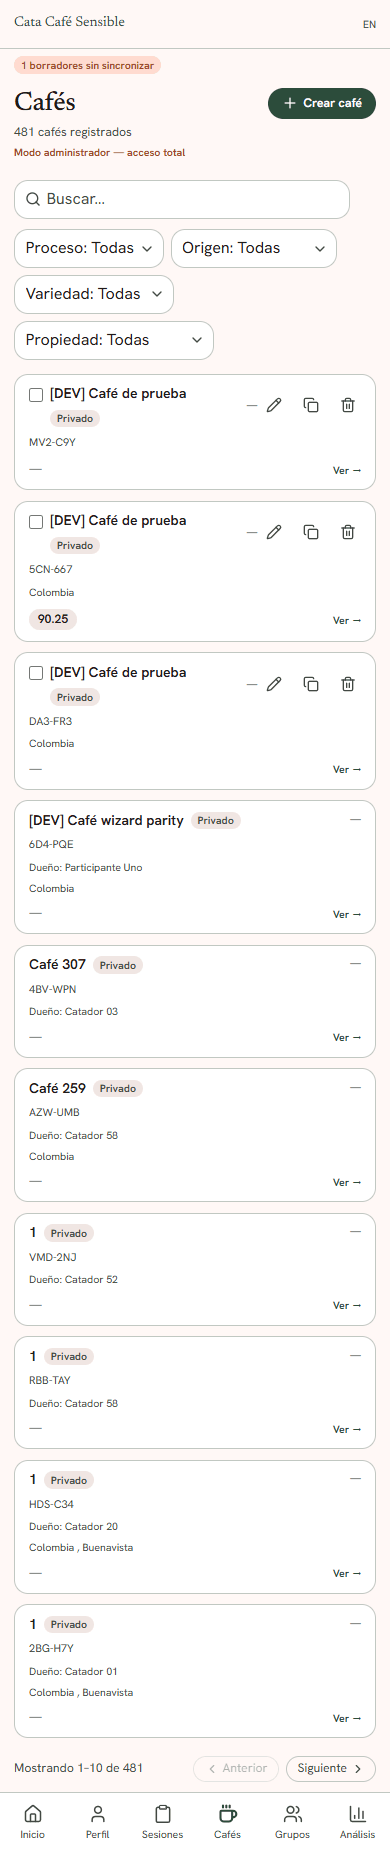 Cata Café Sensible
EN
1 borradores sin sincronizar
Cafés
Crear café
481 cafés registrados
Modo administrador — acceso total
Buscar...
Proceso: Todas
Origen: Todas
Variedad: Todas
Propiedad: Todas
[DEV] Café de prueba
—
Privado
MV2-C9Y
—
Ver →
[DEV] Café de prueba
—
Privado
5CN-667
Colombia
90.25
Ver →
[DEV] Café de prueba
—
Privado
DA3-FR3
Colombia
—
Ver →
[DEV] Café wizard parity Privado
—
6D4-PQE
Dueño: Participante Uno
Colombia
—
Ver →
Café 307 Privado
—
4BV-WPN
Dueño: Catador 03
—
Ver →
Café 259 Privado
—
AZW-UMB
Dueño: Catador 58
Colombia
—
Ver →
1 Privado
—
VMD-2NJ
Dueño: Catador 52
—
Ver →
1 Privado
—
RBB-TAY
Dueño: Catador 58
—
Ver →
1 Privado
—
HDS-C34
Dueño: Catador 20
Colombia , Buenavista
—
Ver →
1 Privado
—
2BG-H7Y
Dueño: Catador 01
Colombia , Buenavista
—
Ver →
Mostrando 1–10 de 481
Anterior
Siguiente
Inicio
Perfil
Sesiones
Cafés
Grupos
Análisis